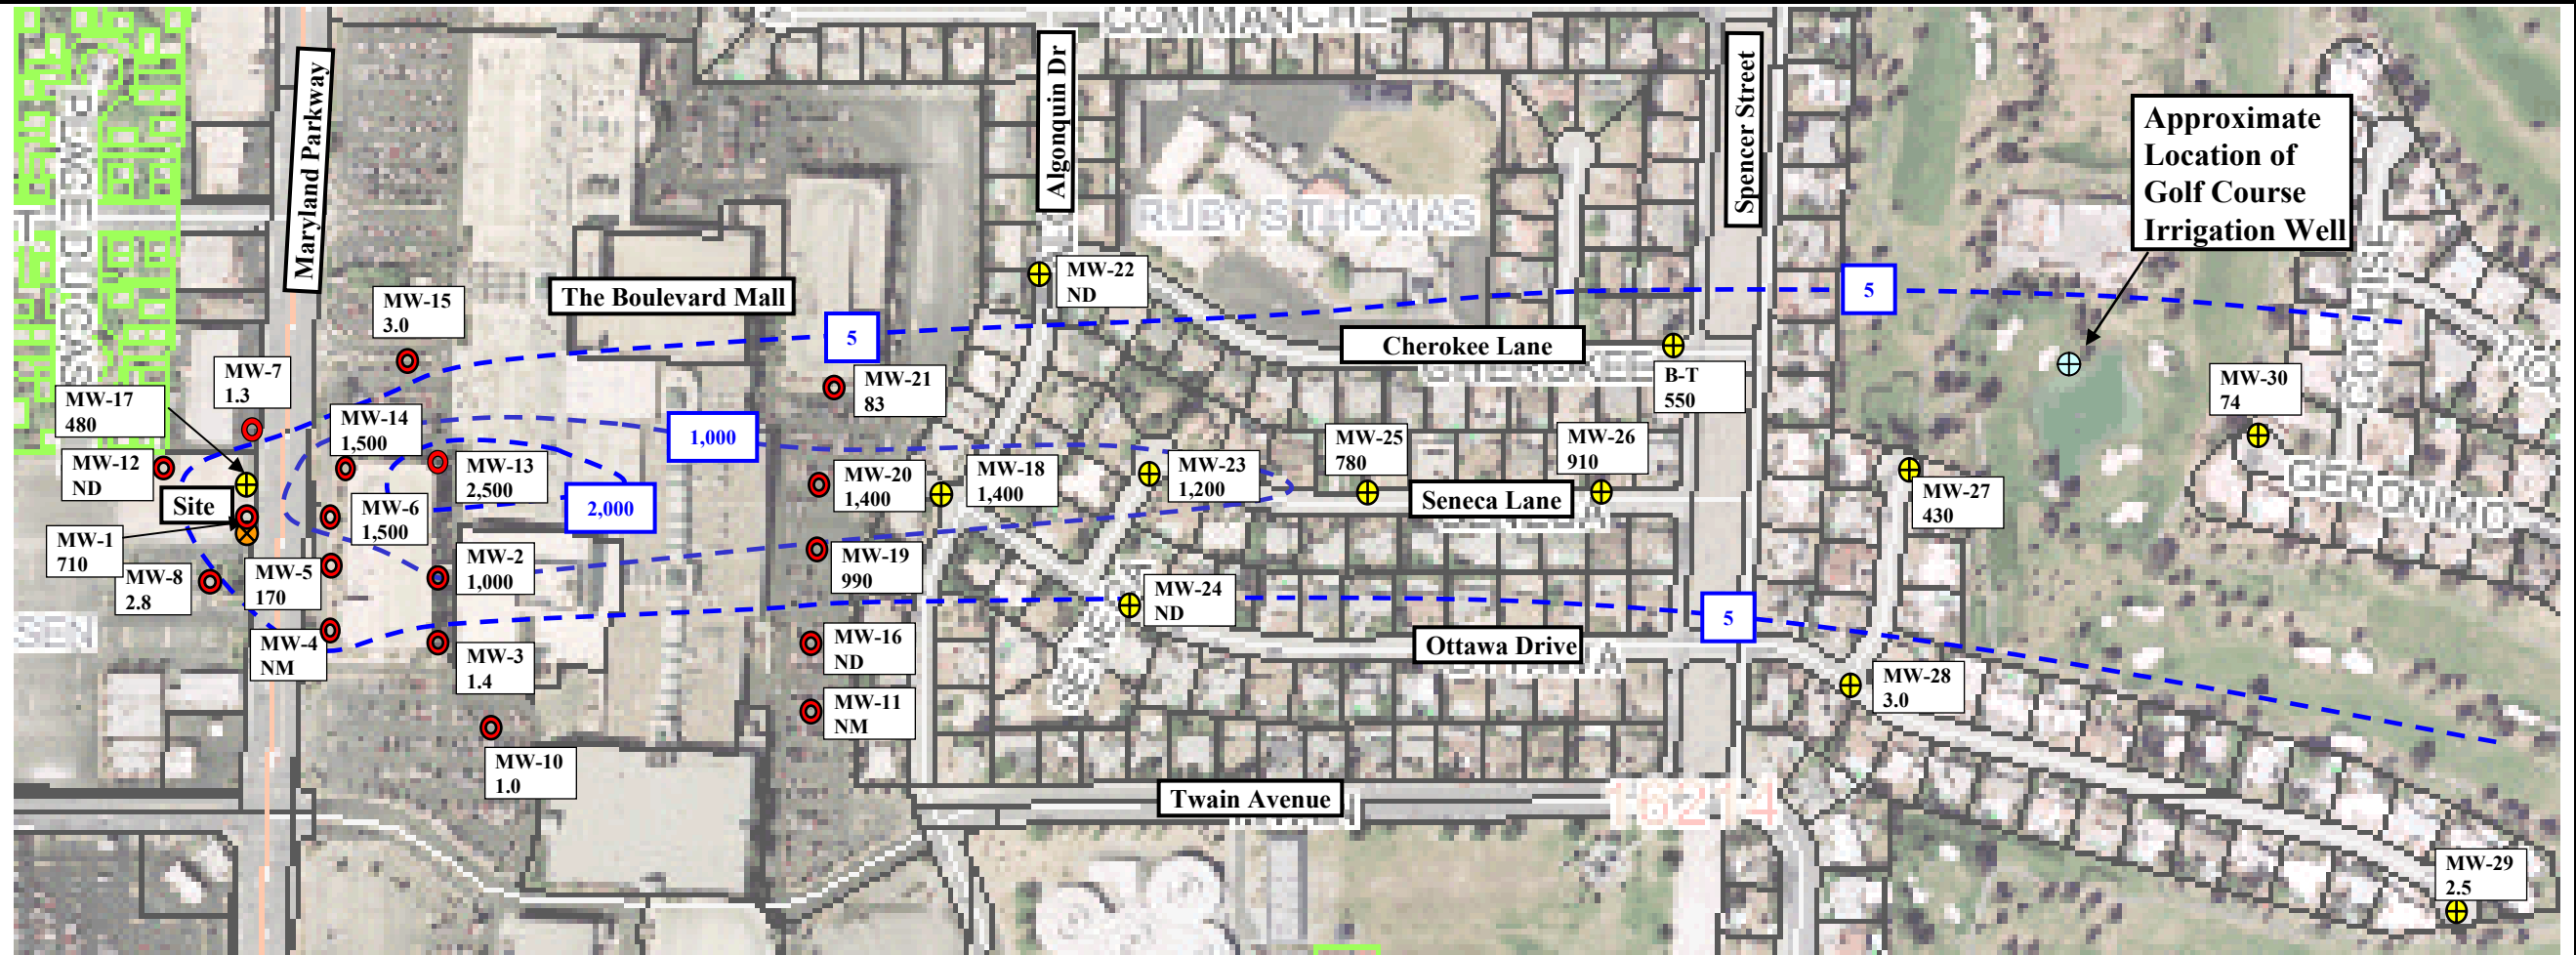 COMMANCHE
Maryland Parkway
Algonquin Dr
Spencer Street
Approximate
Location of
Golf Course
Irrigation Well
RUBY S THOMAS
MW-22
ND
The Boulevard Mall
MW-15
3.0
5
5
Cherokee Lane
MW-7
1.3
MW-21
83
B-T
550
MW-30
74
MW-17
480
MW-14
1,500
1,000
MW-25
780
MW-26
910
MW-12
ND
MW-13
2,500
MW-20
1,400
MW-18
1,400
MW-23
1,200
GERONIMO
Site
MW-6
1,500
2,000
Seneca Lane
MW-27
430
MW-1
710
MW-8
2.8
MW-5
170
MW-2
1,000
MW-19
990
MW-24
ND
5
MW-4
NM
MW-3
1.4
MW-16
ND
Ottawa Drive
A
MW-28
3.0
MW-11
NM
MW-10
1.0
Twain Avenue
16214
MW-29
2.5